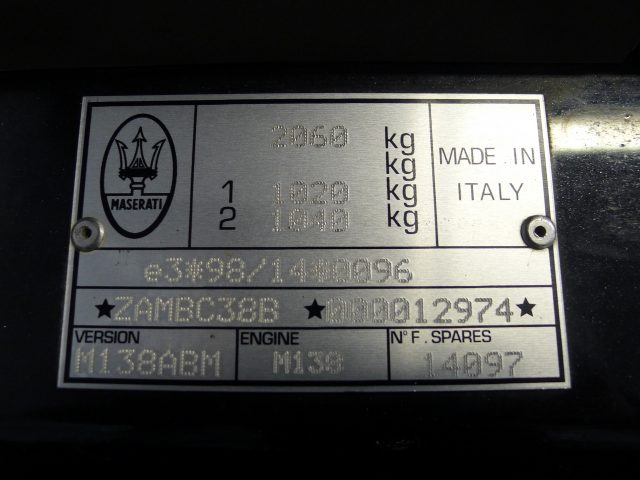 2060 kg
kg
1 1020 kg
2 1040 kg
MADE IN
ITALY
MASERATI
e3*98/14*0096
★ZAMBC38B ★000012974★
VERSION ENGINE N° F. SPARES
M138ABM M138 14097